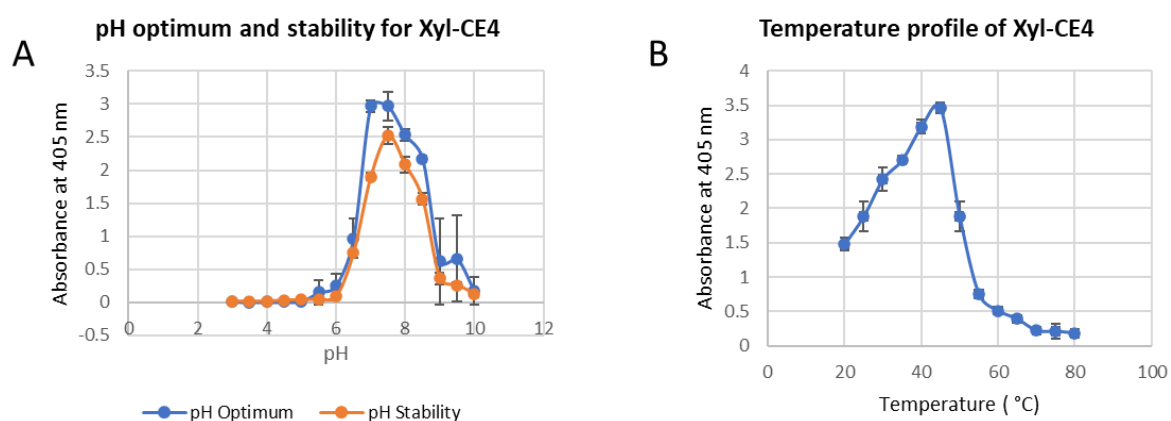 A
pH optimum and stability for Xyl-CE4
Absorbance at 405 nm
3.5
3
2.5
2
1.5
1
0.5
0
-0.5
0 2 4 6 8 10 12
pH
pH Optimum pH Stability
B
Temperature profile of Xyl-CE4
Absorbance at 405 nm
4
3.5
3
2.5
2
1.5
1
0.5
0
0 20 40 60 80 100
Temperature ( °C)